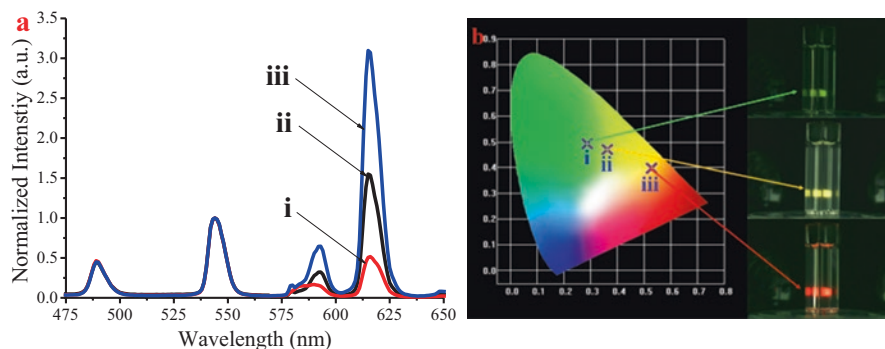 a
Normalized Intenstiy (a.u.)
3.5
3.0
2.5
2.0
1.5
1.0
0.5
0.0
iii
ii
i
475 500 525 550 575 600 625 650
Wavelength (nm)
b
0.9
0.8
0.7
0.6
0.5
0.4
0.3
0.2
0.1
0.0
i
ii
iii
0.0 0.1 0.2 0.3 0.4 0.5 0.6 0.7 0.8